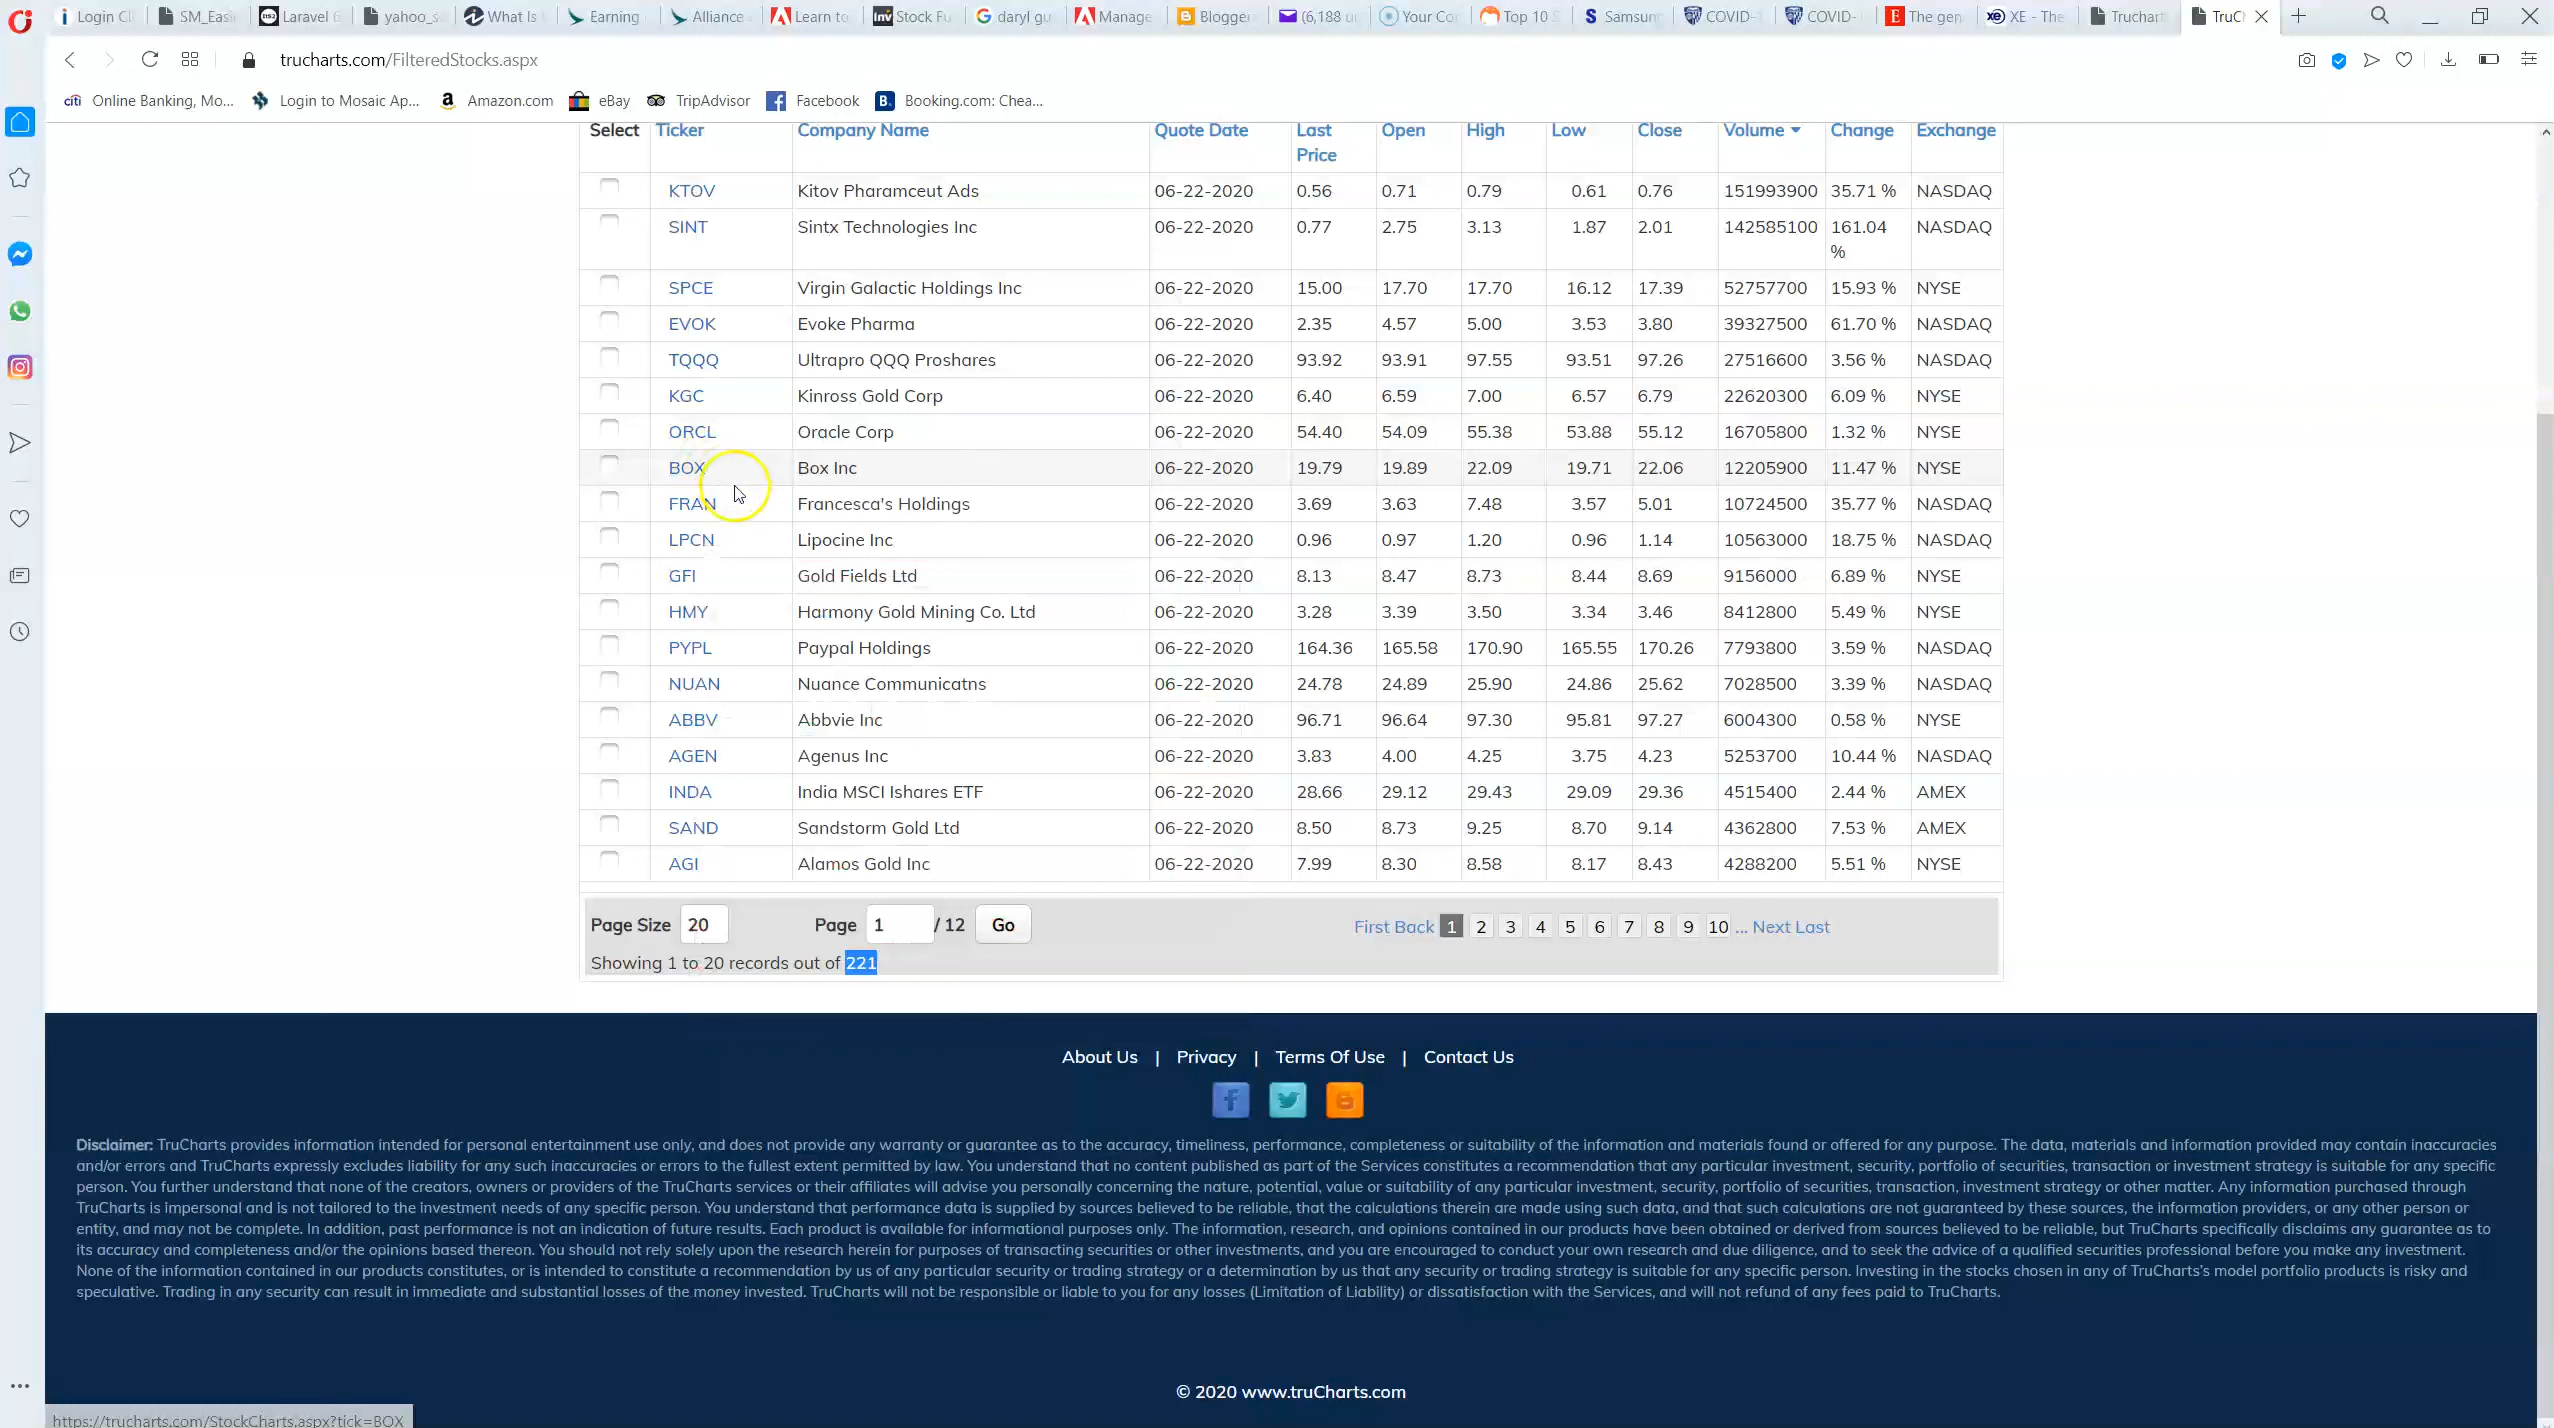 Login Cl
SM_Easi
Laravel 6
yahoo_s
What Is
Earning
Alliance
Learn to
Stock Fu
daryl gu
Manage
Blogger
(6,188 u
Your Co
Top 10 S
Samsun
COVID-1
COVID-
The gen
XE - The
Truchart
TruCh
trucharts.com/FilteredStocks.aspx
Online Banking, Mo...
Login to Mosaic Ap...
Amazon.com
eBay
TripAdvisor
Facebook
Booking.com: Chea...
Select Ticker Company Name Quote Date Last Price Open High Low Close Volume Change Exchange
KTOV Kitov Pharamceut Ads 06-22-2020 0.56 0.71 0.79 0.61 0.76 151993900 35.71 % NASDAQ
SINT Sintx Technologies Inc 06-22-2020 0.77 2.75 3.13 1.87 2.01 142585100 161.04 % NASDAQ
SPCE Virgin Galactic Holdings Inc 06-22-2020 15.00 17.70 17.70 16.12 17.39 52757700 15.93 % NYSE
EVOK Evoke Pharma 06-22-2020 2.35 4.57 5.00 3.53 3.80 39327500 61.70 % NASDAQ
TQQQ Ultrapro QQQ Proshares 06-22-2020 93.92 93.91 97.55 93.51 97.26 27516600 3.56 % NASDAQ
KGC Kinross Gold Corp 06-22-2020 6.40 6.59 7.00 6.57 6.79 22620300 6.09 % NYSE
ORCL Oracle Corp 06-22-2020 54.40 54.09 55.38 53.88 55.12 16705800 1.32 % NYSE
BOX Box Inc 06-22-2020 19.79 19.89 22.09 19.71 22.06 12205900 11.47 % NYSE
FRAN Francesca's Holdings 06-22-2020 3.69 3.63 7.48 3.57 5.01 10724500 35.77 % NASDAQ
LPCN Lipocine Inc 06-22-2020 0.96 0.97 1.20 0.96 1.14 10563000 18.75 % NASDAQ
GFI Gold Fields Ltd 06-22-2020 8.13 8.47 8.73 8.44 8.69 9156000 6.89 % NYSE
HMY Harmony Gold Mining Co. Ltd 06-22-2020 3.28 3.39 3.50 3.34 3.46 8412800 5.49 % NYSE
PYPL Paypal Holdings 06-22-2020 164.36 165.58 170.90 165.55 170.26 7793800 3.59 % NASDAQ
NUAN Nuance Communicatns 06-22-2020 24.78 24.89 25.90 24.86 25.62 7028500 3.39 % NASDAQ
ABBV Abbvie Inc 06-22-2020 96.71 96.64 97.30 95.81 97.27 6004300 0.58 % NYSE
AGEN Agenus Inc 06-22-2020 3.83 4.00 4.25 3.75 4.23 5253700 10.44 % NASDAQ
INDA India MSCI Ishares ETF 06-22-2020 28.66 29.12 29.43 29.09 29.36 4515400 2.44 % AMEX
SAND Sandstorm Gold Ltd 06-22-2020 8.50 8.73 9.25 8.70 9.14 4362800 7.53 % AMEX
AGI Alamos Gold Inc 06-22-2020 7.99 8.30 8.58 8.17 8.43 4288200 5.51 % NYSE
Page Size 20 Page 1 / 12 Go First Back 1 2 3 4 5 6 7 8 9 10 ... Next Last
Showing 1 to 20 records out of 221
About Us | Privacy | Terms Of Use | Contact Us
Disclaimer: TruCharts provides information intended for personal entertainment use only, and does not provide any warranty or guarantee as to the accuracy, timeliness, performance, completeness or suitability of the information and materials found or offered for any purpose. The data, materials and information provided may contain inaccuracies
and/or errors and TruCharts expressly excludes liability for any such inaccuracies or errors to the fullest extent permitted by law. You understand that no content published as part of the Services constitutes a recommendation that any particular investment, security, portfolio of securities, transaction or investment strategy is suitable for any specific
person. You further understand that none of the creators, owners or providers of the TruCharts services or their affiliates will advise you personally concerning the nature, potential, value or suitability of any particular investment, security, portfolio of securities, transaction, investment strategy or other matter. Any information purchased through
TruCharts is impersonal and is not tailored to the investment needs of any specific person. You understand that performance data is supplied by sources believed to be reliable, that the calculations therein are made using such data, and that such calculations are not guaranteed by these sources, the information providers, or any other person or
entity, and may not be complete. In addition, past performance is not an indication of future results. Each product is available for informational purposes only. The information, research, and opinions contained in our products have been obtained or derived from sources believed to be reliable, but TruCharts specifically disclaims any guarantee as to
its accuracy and completeness and/or the opinions based thereon. You should not rely solely upon the research herein for purposes of transacting securities or other investments, and you are encouraged to conduct your own research and due diligence, and to seek the advice of a qualified securities professional before you make any investment.
None of the information contained in our products constitutes, or is intended to constitute a recommendation by us of any particular security or trading strategy or a determination by us that any security or trading strategy is suitable for any specific person. Investing in the stocks chosen in any of TruCharts's model portfolio products is risky and
speculative. Trading in any security can result in immediate and substantial losses of the money invested. TruCharts will not be responsible or liable to you for any losses (Limitation of Liability) or dissatisfaction with the Services, and will not refund of any fees paid to TruCharts.
© 2020 www.truCharts.com
https://trucharts.com/StockCharts.aspx?tick=BOX